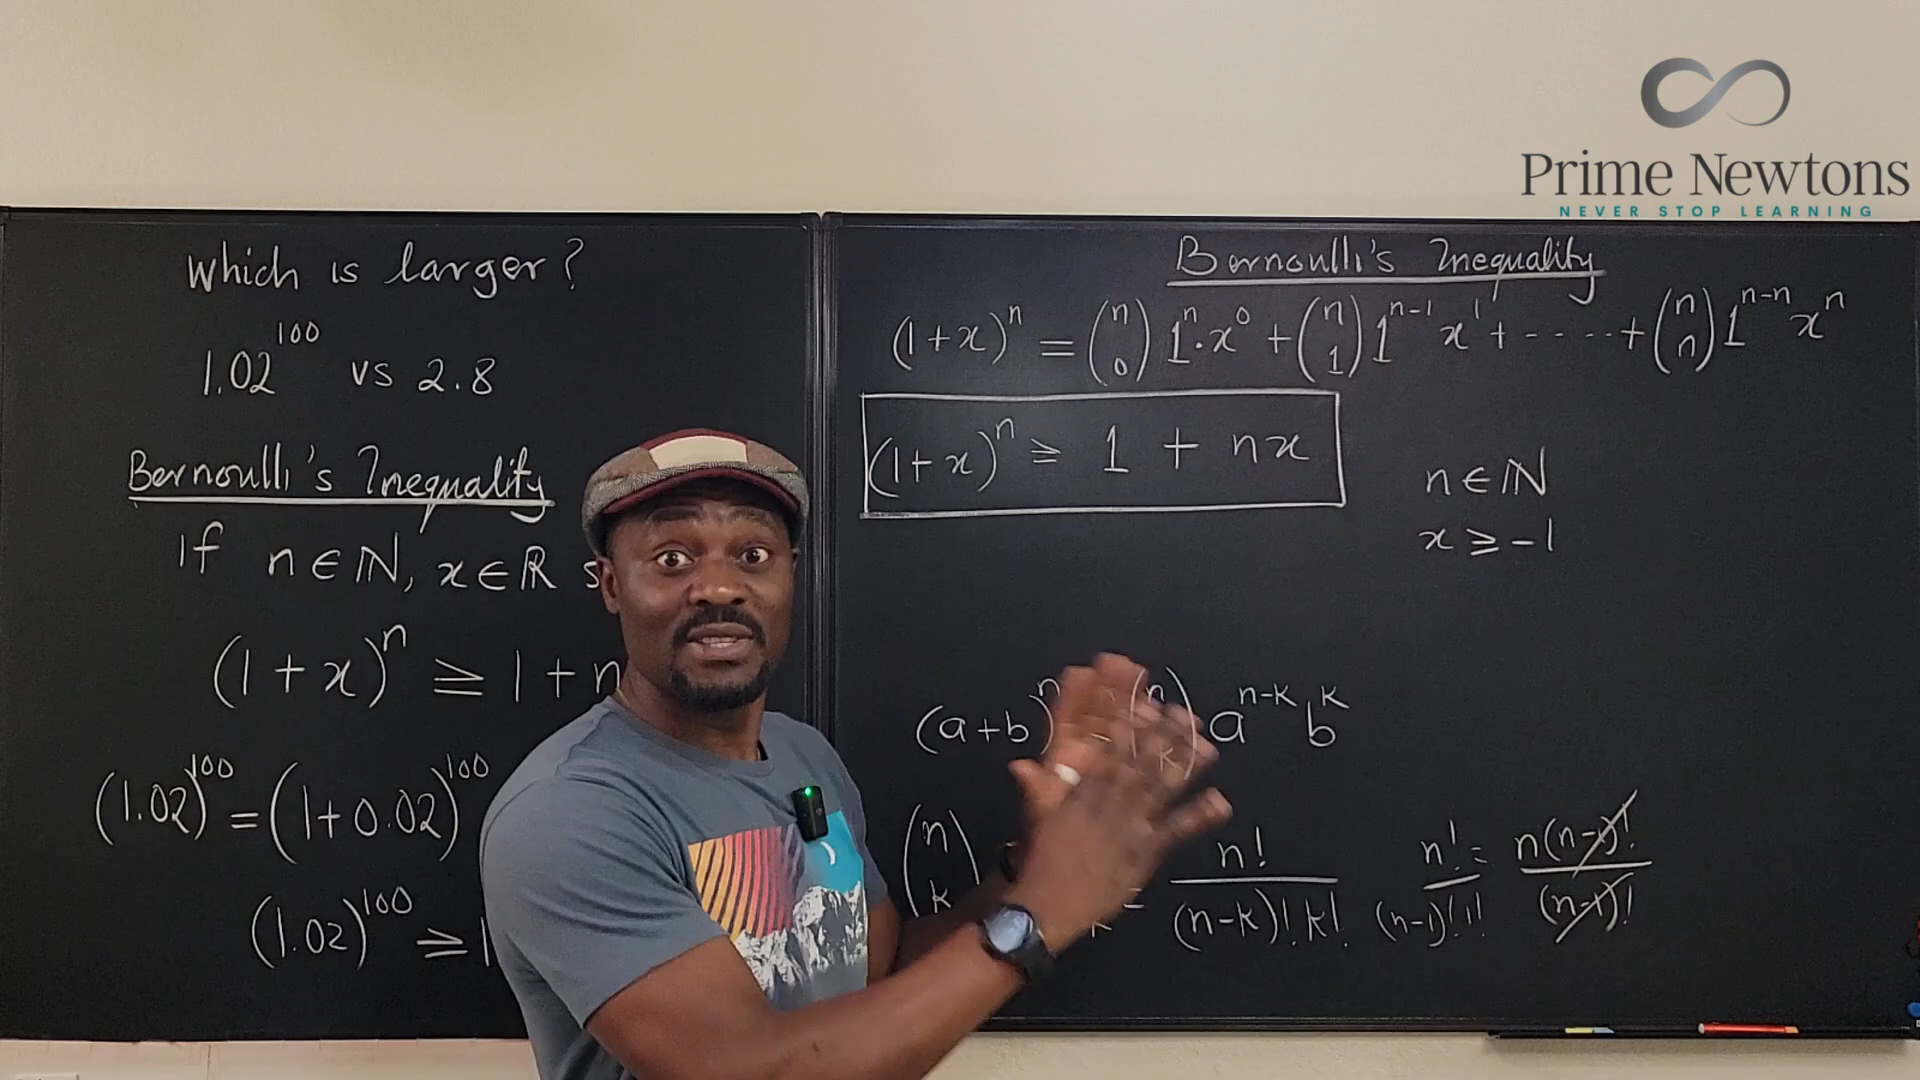 Prime Newtons
NEVER STOP LEARNING
Which is larger?
1.02^100 vs 2.8
Bernoulli's Inequality
If n∈ℕ, x∈ℝ
(1+x)^n ≥ 1+n
(1.02)^100 = (1+0.02)^100
(1.02)^100 ≥ 1
Bernoulli's Inequality
(1+x)^n = (n 0) 1^n · x^0 + (n 1) 1^(n-1) x^1 + ----- + (n n) 1^(n-n) x^n
(1+x)^n ≥ 1 + nx
n∈ℕ
x ≥ -1
(a+b)^n = (n k) a^(n-k) b^k
(n k) = n!/(n-k)!k!
n!/(n-1)!1! = n(n-1)!/(n-1)!